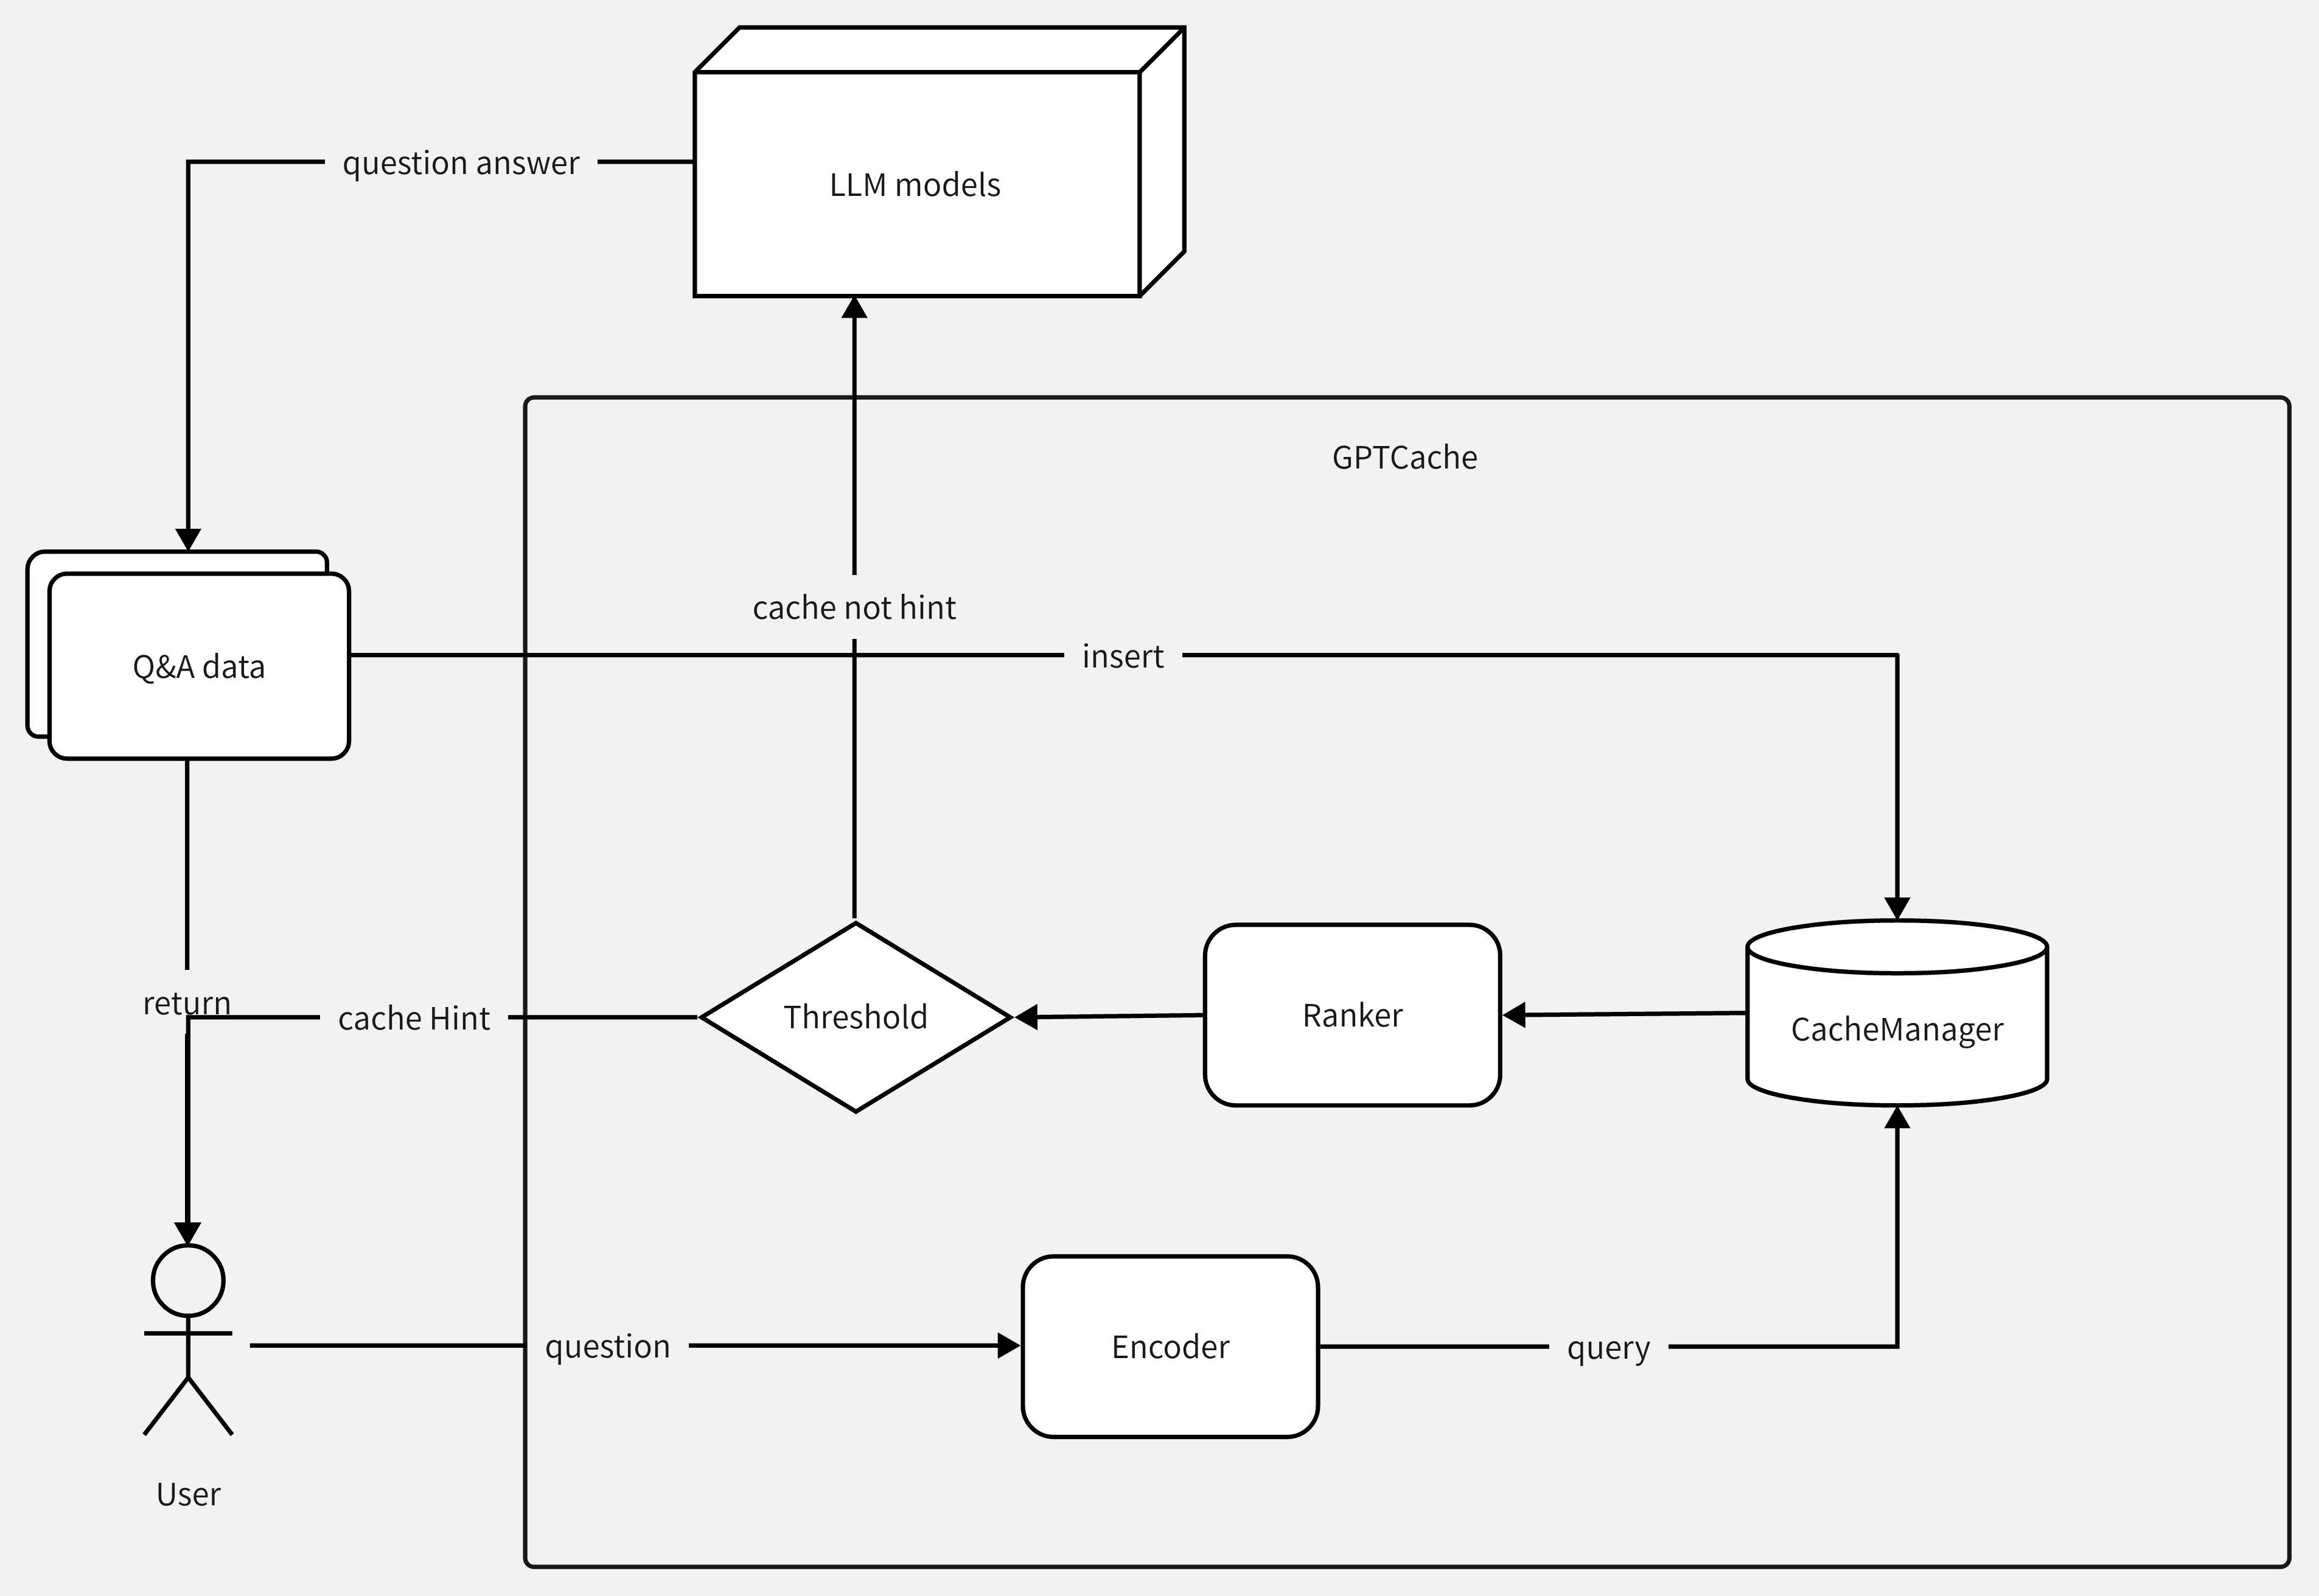 LLM models
question answer
GPTCache
cache not hint
insert
Q&A data
return
cache Hint
Threshold
Ranker
CacheManager
question
Encoder
query
User